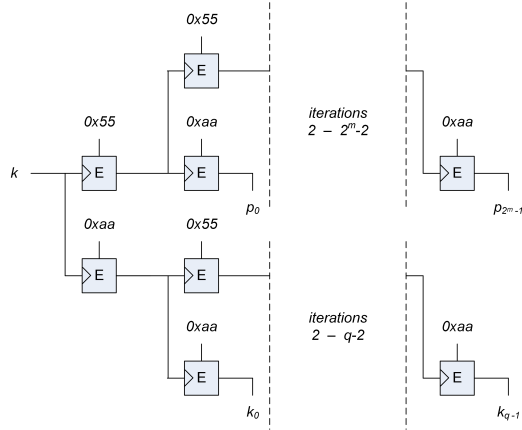 0x55
E
iterations
2 – 2ᵐ-2
0x55
0xaa
0xaa
k
E
E
E
p₀
p₂ᵐ₋₁
0xaa
0x55
E
E
iterations
2 – q-2
0xaa
0xaa
E
E
k₀
k_q-1